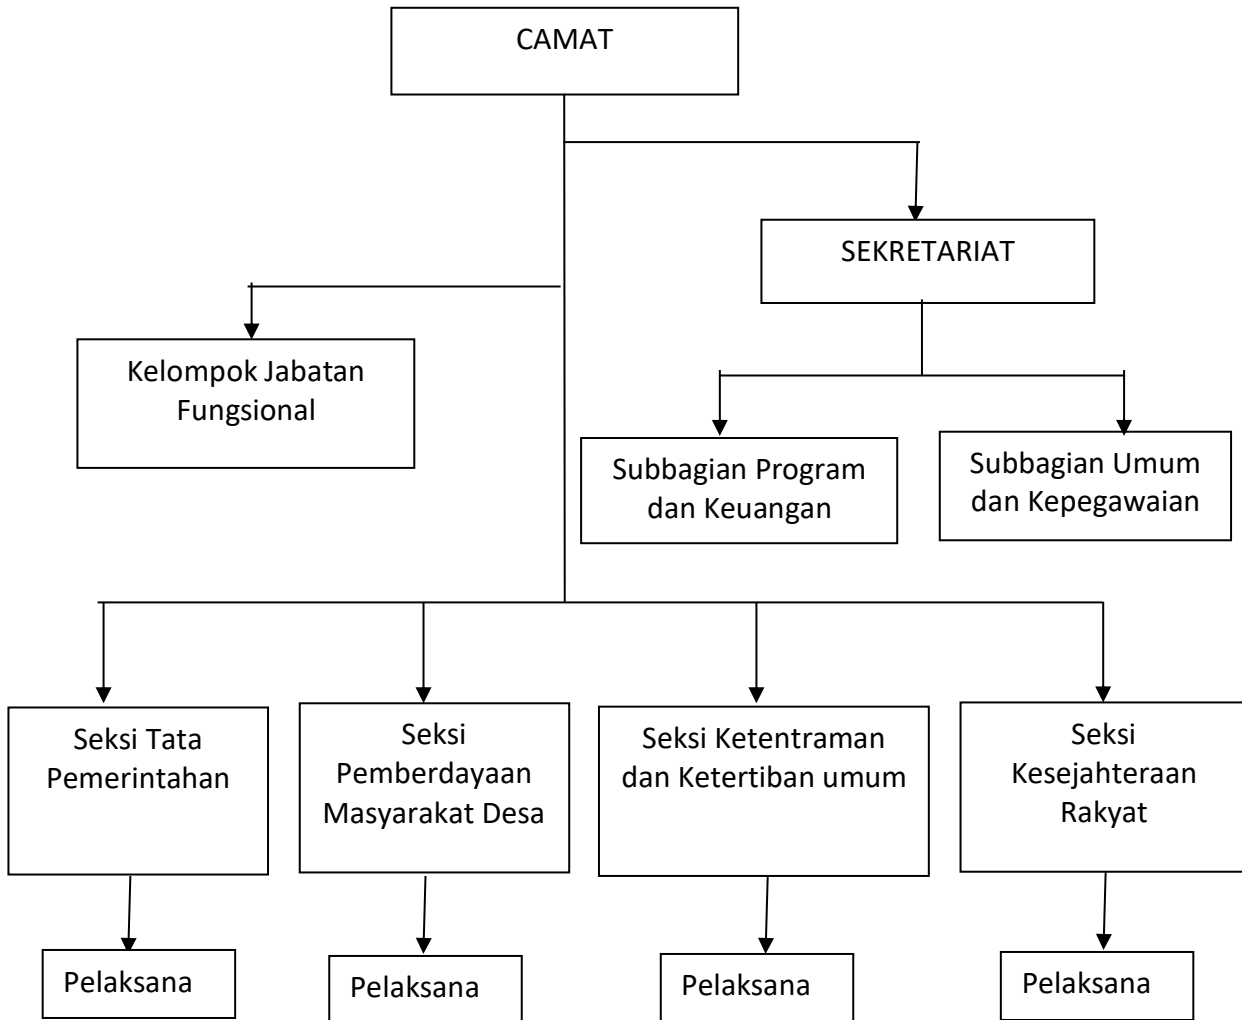 CAMAT
SEKRETARIAT
Kelompok Jabatan
Fungsional
Subbagian Program
dan Keuangan
Subbagian Umum
dan Kepegawaian
Seksi Tata
Pemerintahan
Seksi
Pemberdayaan
Masyarakat Desa
Seksi Ketentraman
dan Ketertiban umum
Seksi
Kesejahteraan
Rakyat
Pelaksana
Pelaksana
Pelaksana
Pelaksana